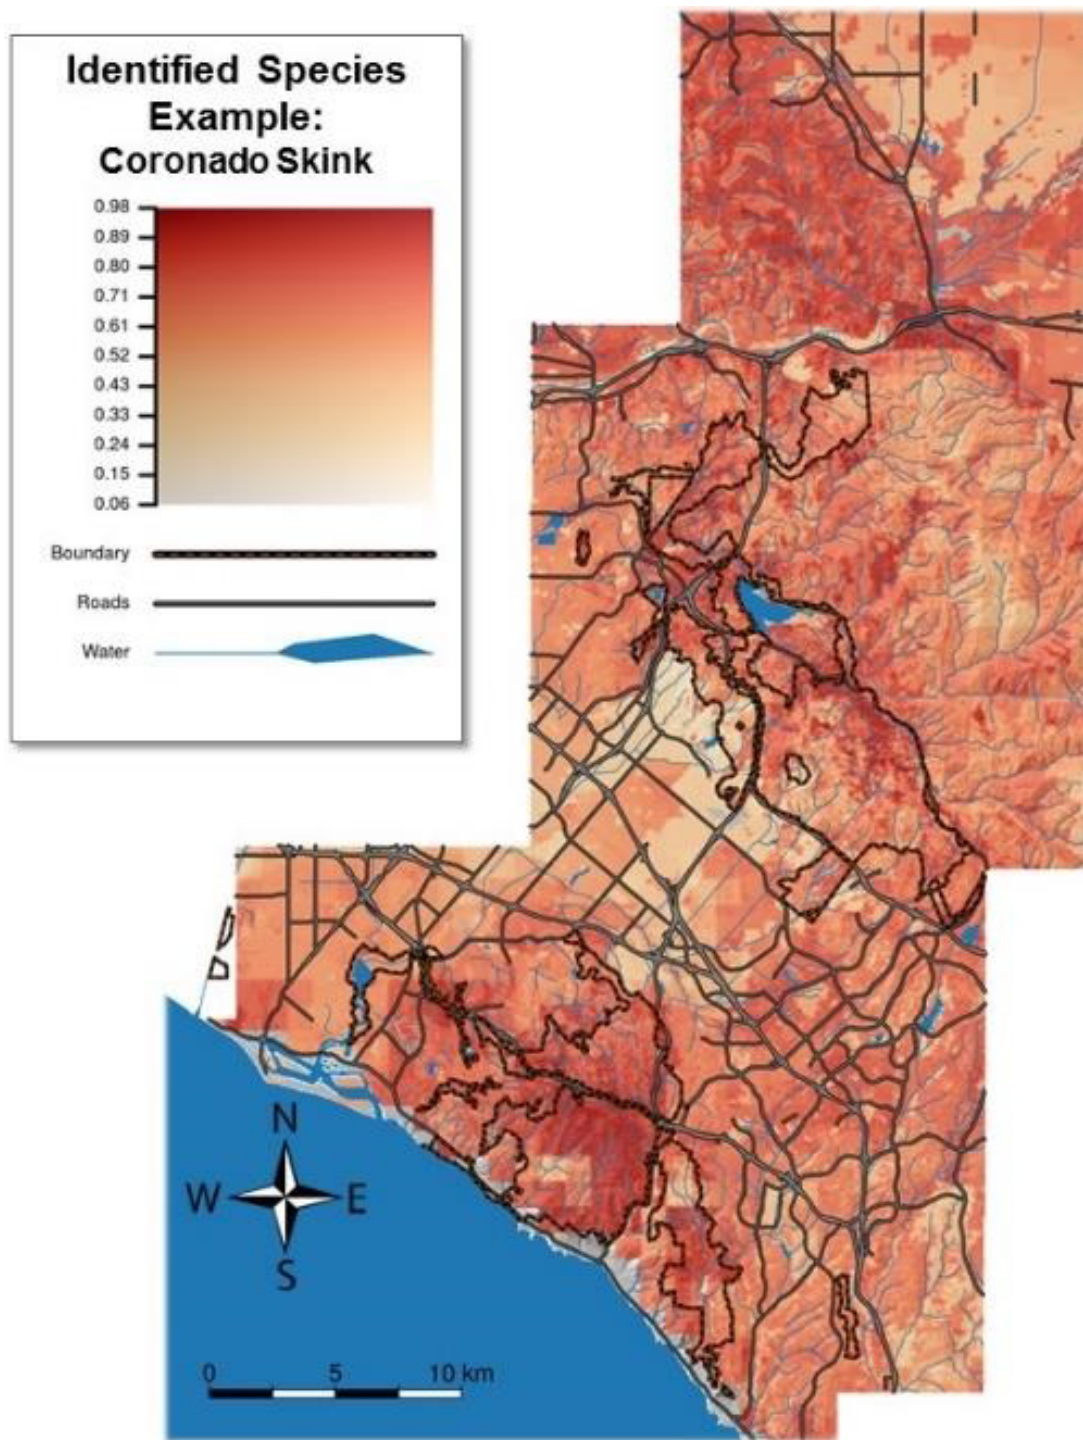 Identified Species
Example:
Coronado Skink
0.98
0.89
0.80
0.71
0.61
0.52
0.43
0.33
0.24
0.15
0.06
Boundary
Roads
Water
N
W E
S
0 5 10 km